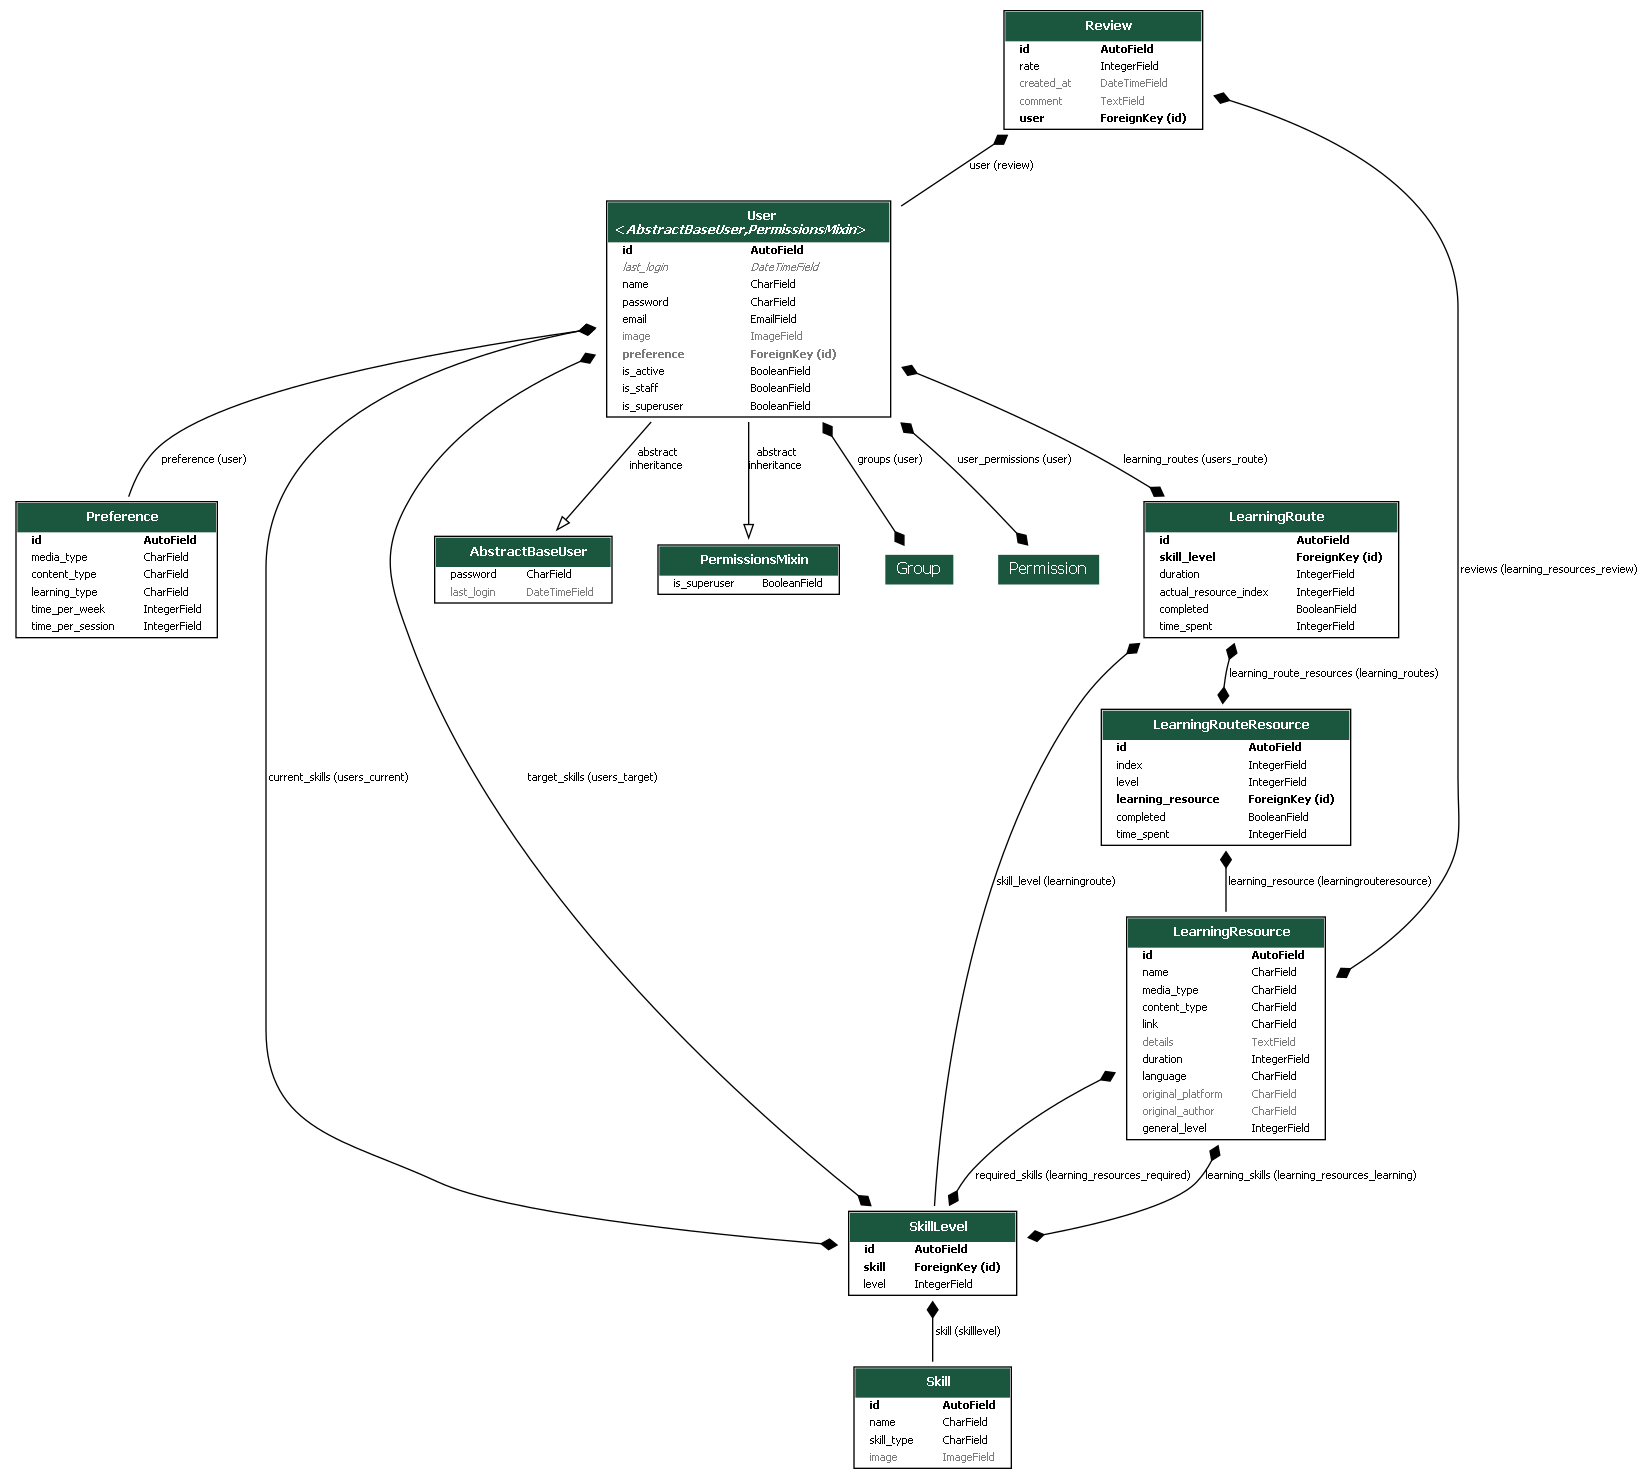 Review
id AutoField
rate IntegerField
created_at DateTimeField
comment TextField
user ForeignKey (id)
user (review)
User
<AbstractBaseUser,PermissionsMixin>
id AutoField
last_login DateTimeField
name CharField
password CharField
email EmailField
image ImageField
preference ForeignKey (id)
is_active BooleanField
is_staff BooleanField
is_superuser BooleanField
preference (user)
abstract
inheritance
abstract
inheritance
groups (user)
user_permissions (user)
learning_routes (users_route)
Preference
id AutoField
media_type CharField
content_type CharField
learning_type CharField
time_per_week IntegerField
time_per_session IntegerField
AbstractBaseUser
password CharField
last_login DateTimeField
PermissionsMixin
is_superuser BooleanField
Group
Permission
LearningRoute
id AutoField
skill_level ForeignKey (id)
duration IntegerField
actual_resource_index IntegerField
completed BooleanField
time_spent IntegerField
reviews (learning_resources_review)
learning_route_resources (learning_routes)
LearningRouteResource
id AutoField
index IntegerField
level IntegerField
learning_resource ForeignKey (id)
completed BooleanField
time_spent IntegerField
current_skills (users_current)
target_skills (users_target)
skill_level (learningroute)
learning_resource (learningrouteresource)
LearningResource
id AutoField
name CharField
media_type CharField
content_type CharField
link CharField
details TextField
duration IntegerField
language CharField
original_platform CharField
original_author CharField
general_level IntegerField
required_skills (learning_resources_required)
learning_skills (learning_resources_learning)
SkillLevel
id AutoField
skill ForeignKey (id)
level IntegerField
skill (skilllevel)
Skill
id AutoField
name CharField
skill_type CharField
image ImageField